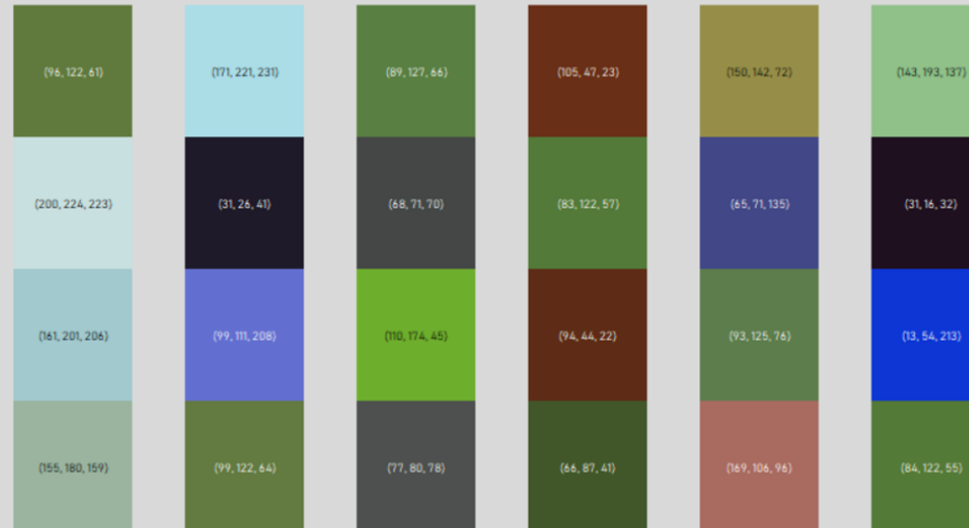 (96, 122, 61) (171, 221, 231) (89, 127, 66) (105, 47, 23) (150, 142, 72) (143, 193, 137)
(200, 224, 223) (31, 26, 41) (68, 71, 70) (83, 122, 57) (65, 71, 135) (31, 16, 32)
(161, 201, 206) (99, 111, 208) (110, 174, 45) (94, 44, 22) (93, 125, 76) (13, 54, 213)
(155, 180, 159) (99, 122, 64) (77, 80, 78) (66, 87, 41) (169, 106, 96) (84, 122, 55)